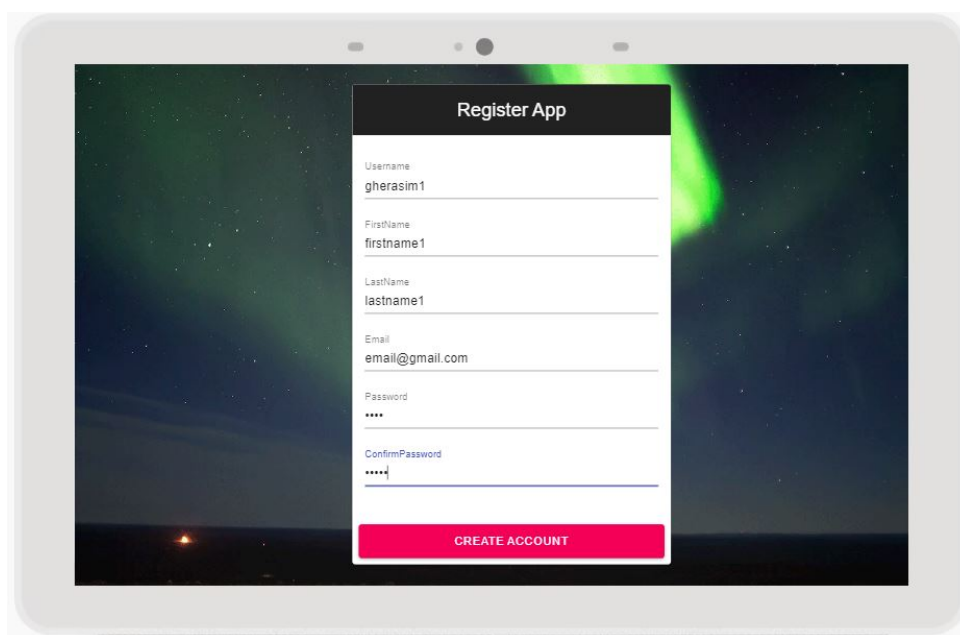 Register App
Username
gherasim1
FirstName
firstname1
LastName
lastname1
Email
email@gmail.com
Password
••••
ConfirmPassword
•••••
CREATE ACCOUNT